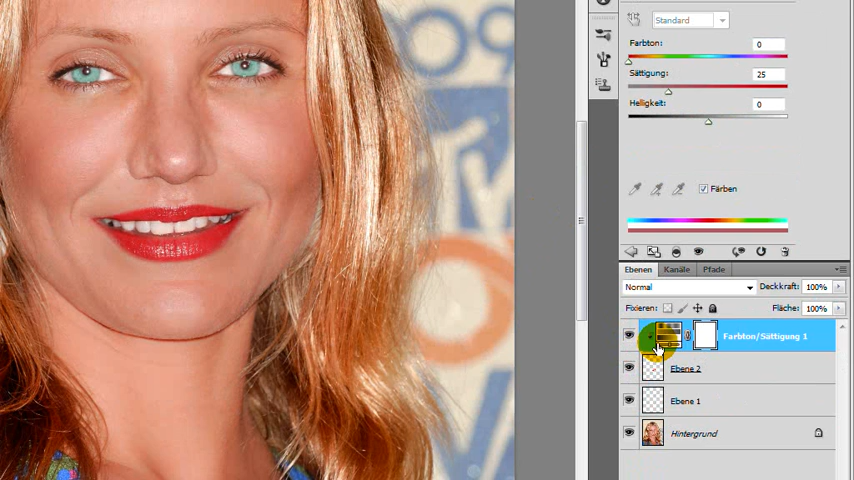 Standard
Farbton: 0
Sättigung: 25
Helligkeit: 0
Färben
Ebenen Kanäle Pfade
Normal Deckkraft: 100%
Fixieren: Fläche: 100%
Farbton/Sättigung 1
Ebene 2
Ebene 1
Hintergrund